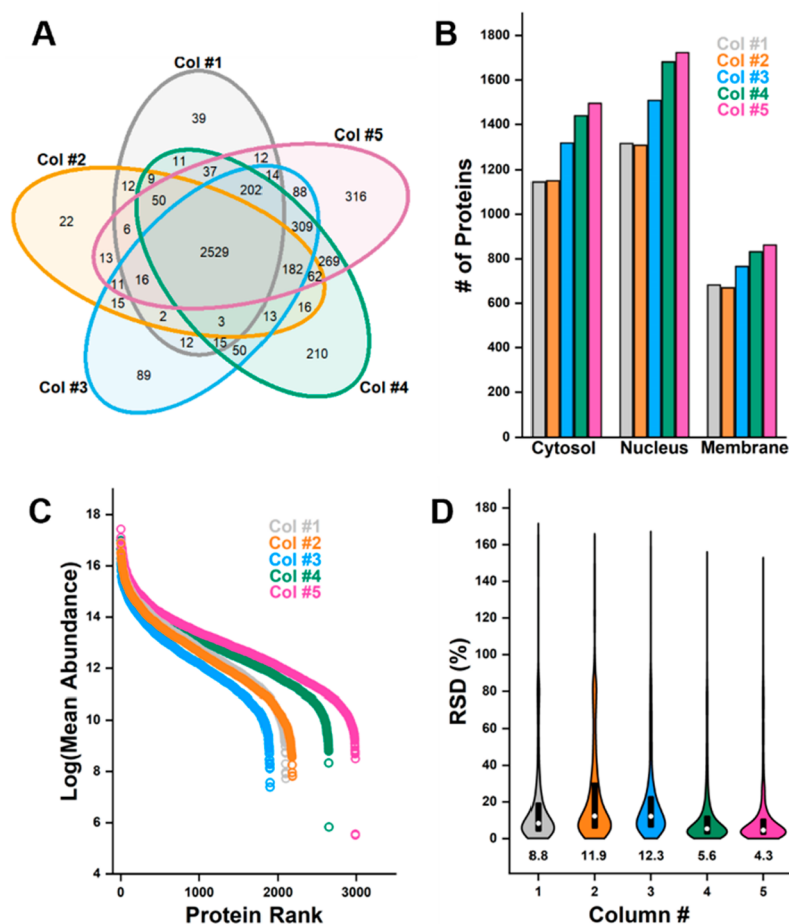 A
Col #1
39
Col #5
Col #2
11
12
37
14
12
9
202
88
316
50
22
6
309
2529
13
182
269
62
16
11
15
16
2
3
13
12
15
50
210
89
Col #3
Col #4
B
Col #1
Col #2
Col #3
Col #4
Col #5
# of Proteins
1800
1600
1400
1200
1000
800
600
400
200
0
Cytosol Nucleus Membrane
C
Col #1
Col #2
Col #3
Col #4
Col #5
Log(Mean Abundance)
18
16
14
12
10
8
6
4
0 1000 2000 3000
Protein Rank
D
RSD (%)
180
160
140
120
100
80
60
40
20
0
8.8 11.9 12.3 5.6 4.3
1 2 3 4 5
Column #